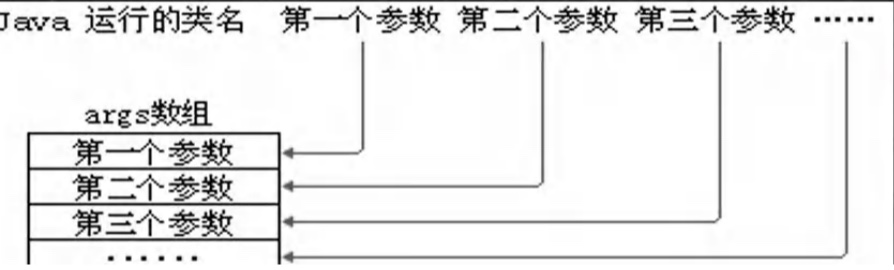 Java 运行的类名 第一个参数 第二个参数 第三个参数 ……
args数组
第一个参数
第二个参数
第三个参数
……